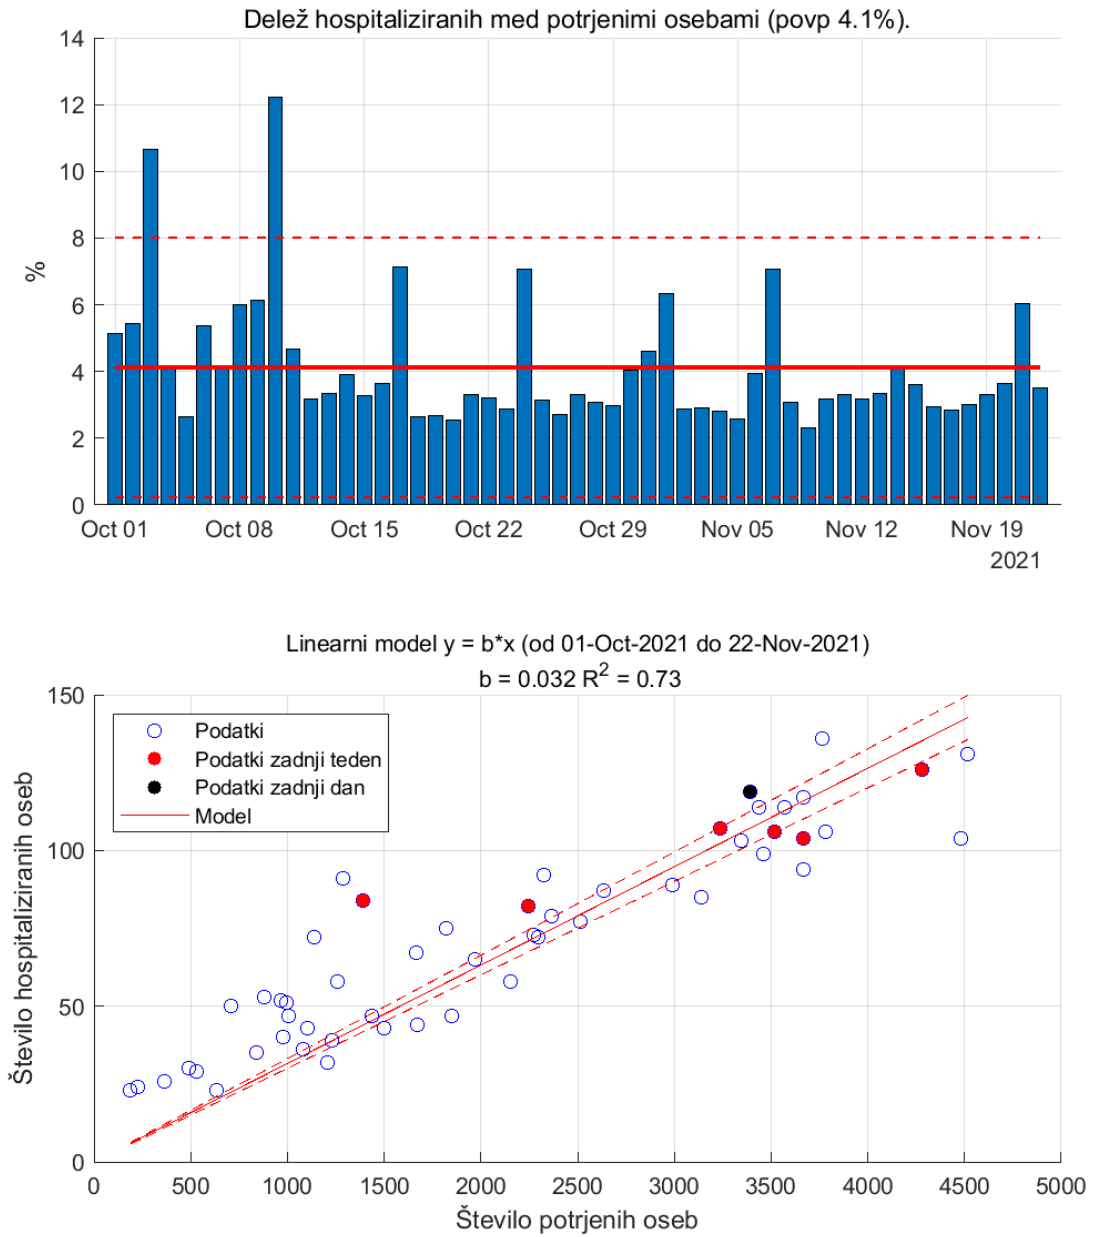 Delež hospitaliziranih med potrjenimi osebami (povp 4.1%).
14
12
10
8
6
4
2
0
%
Oct 01 Oct 08 Oct 15 Oct 22 Oct 29 Nov 05 Nov 12 Nov 19
2021
Linearni model y = b*x (od 01-Oct-2021 do 22-Nov-2021)
b = 0.032 R² = 0.73
150
100
50
0
Število hospitaliziranih oseb
Podatki
Podatki zadnji teden
Podatki zadnji dan
Model
0 500 1000 1500 2000 2500 3000 3500 4000 4500 5000
Število potrjenih oseb